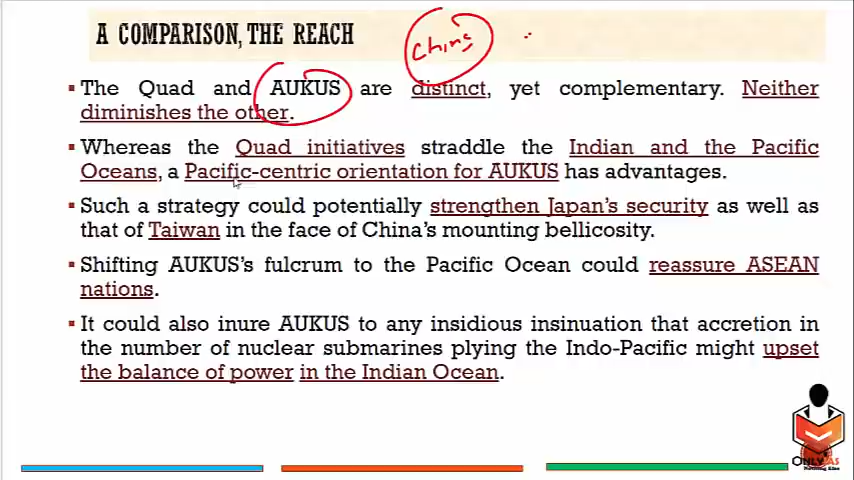 A COMPARISON, THE REACH
China
▪ The Quad and AUKUS are distinct, yet complementary. Neither
diminishes the other.
▪ Whereas the Quad initiatives straddle the Indian and the Pacific
Oceans, a Pacific-centric orientation for AUKUS has advantages.
▪ Such a strategy could potentially strengthen Japan's security as well as
that of Taiwan in the face of China's mounting bellicosity.
▪ Shifting AUKUS's fulcrum to the Pacific Ocean could reassure ASEAN
nations.
▪ It could also inure AUKUS to any insidious insinuation that accretion in
the number of nuclear submarines plying the Indo-Pacific might upset
the balance of power in the Indian Ocean.
ONLY IAS
Nothing Else